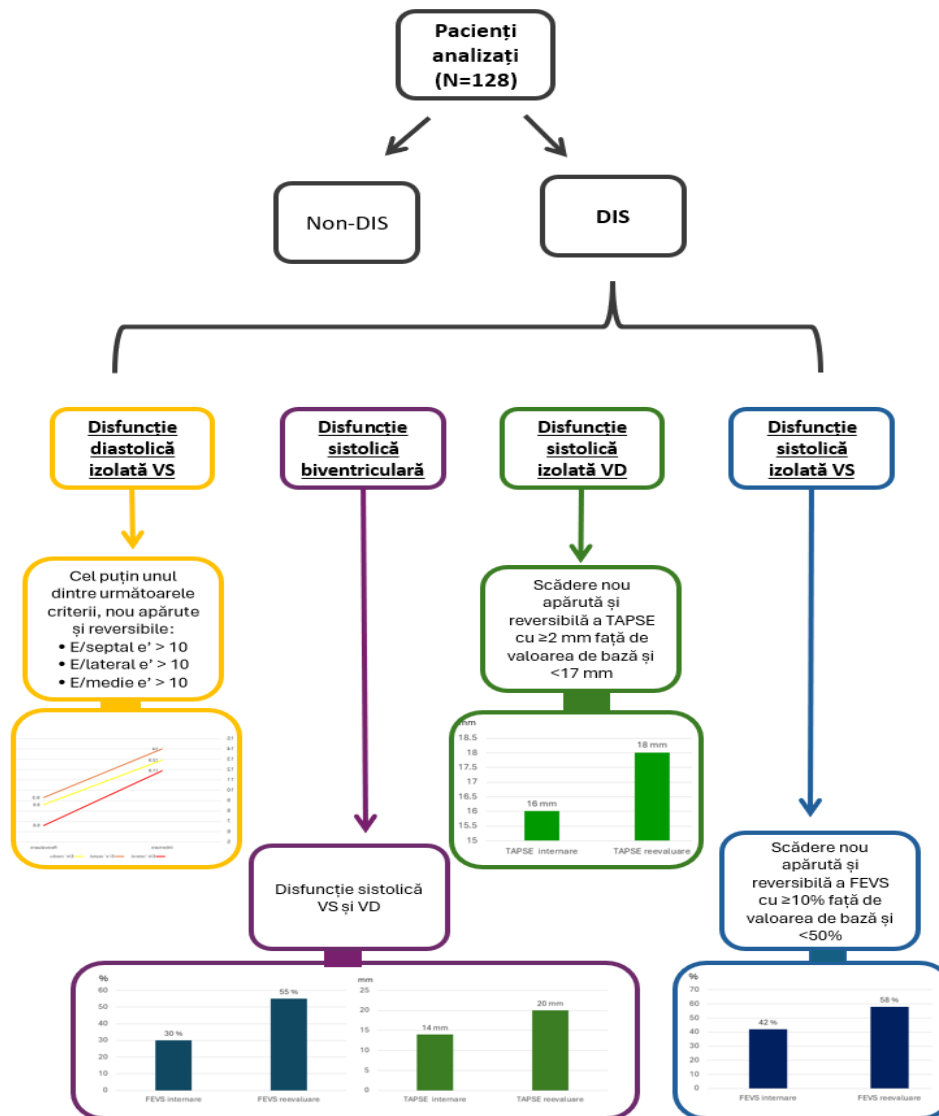 Pacienți
analizați
(N=128)
Non-DIS
DIS
Disfuncție
diastolică
izolată VS
Disfuncție
sistolică
biventriculară
Disfuncție
sistolică
izolată VD
Disfuncție
sistolică
izolată VS
Cel puțin unul
dintre următoarele
criterii, nou apărute
și reversibile:
• E/septal e’ > 10
• E/lateral e’ > 10
• E/medie e’ > 10
Scădere nou
apărută și
reversibilă a TAPSE
cu ≥2 mm față de
valoarea de bază și
<17 mm
mm
18.5
18
17.5
17
16.5
16
15.5
15
16 mm
18 mm
TAPSE internare
TAPSE reevaluare
Disfuncție sistolică
VS și VD
Scădere nou
apărută și
reversibilă a FEVS
cu ≥10% față de
valoarea de bază și
<50%
%
60
50
40
30
20
10
0
30 %
55 %
FEVS internare
FEVS reevaluare
mm
25
20
15
10
5
0
14 mm
20 mm
TAPSE internare
TAPSE reevaluare
%
70
60
50
40
30
20
10
0
42 %
58 %
FEVS internare
FEVS reevaluare